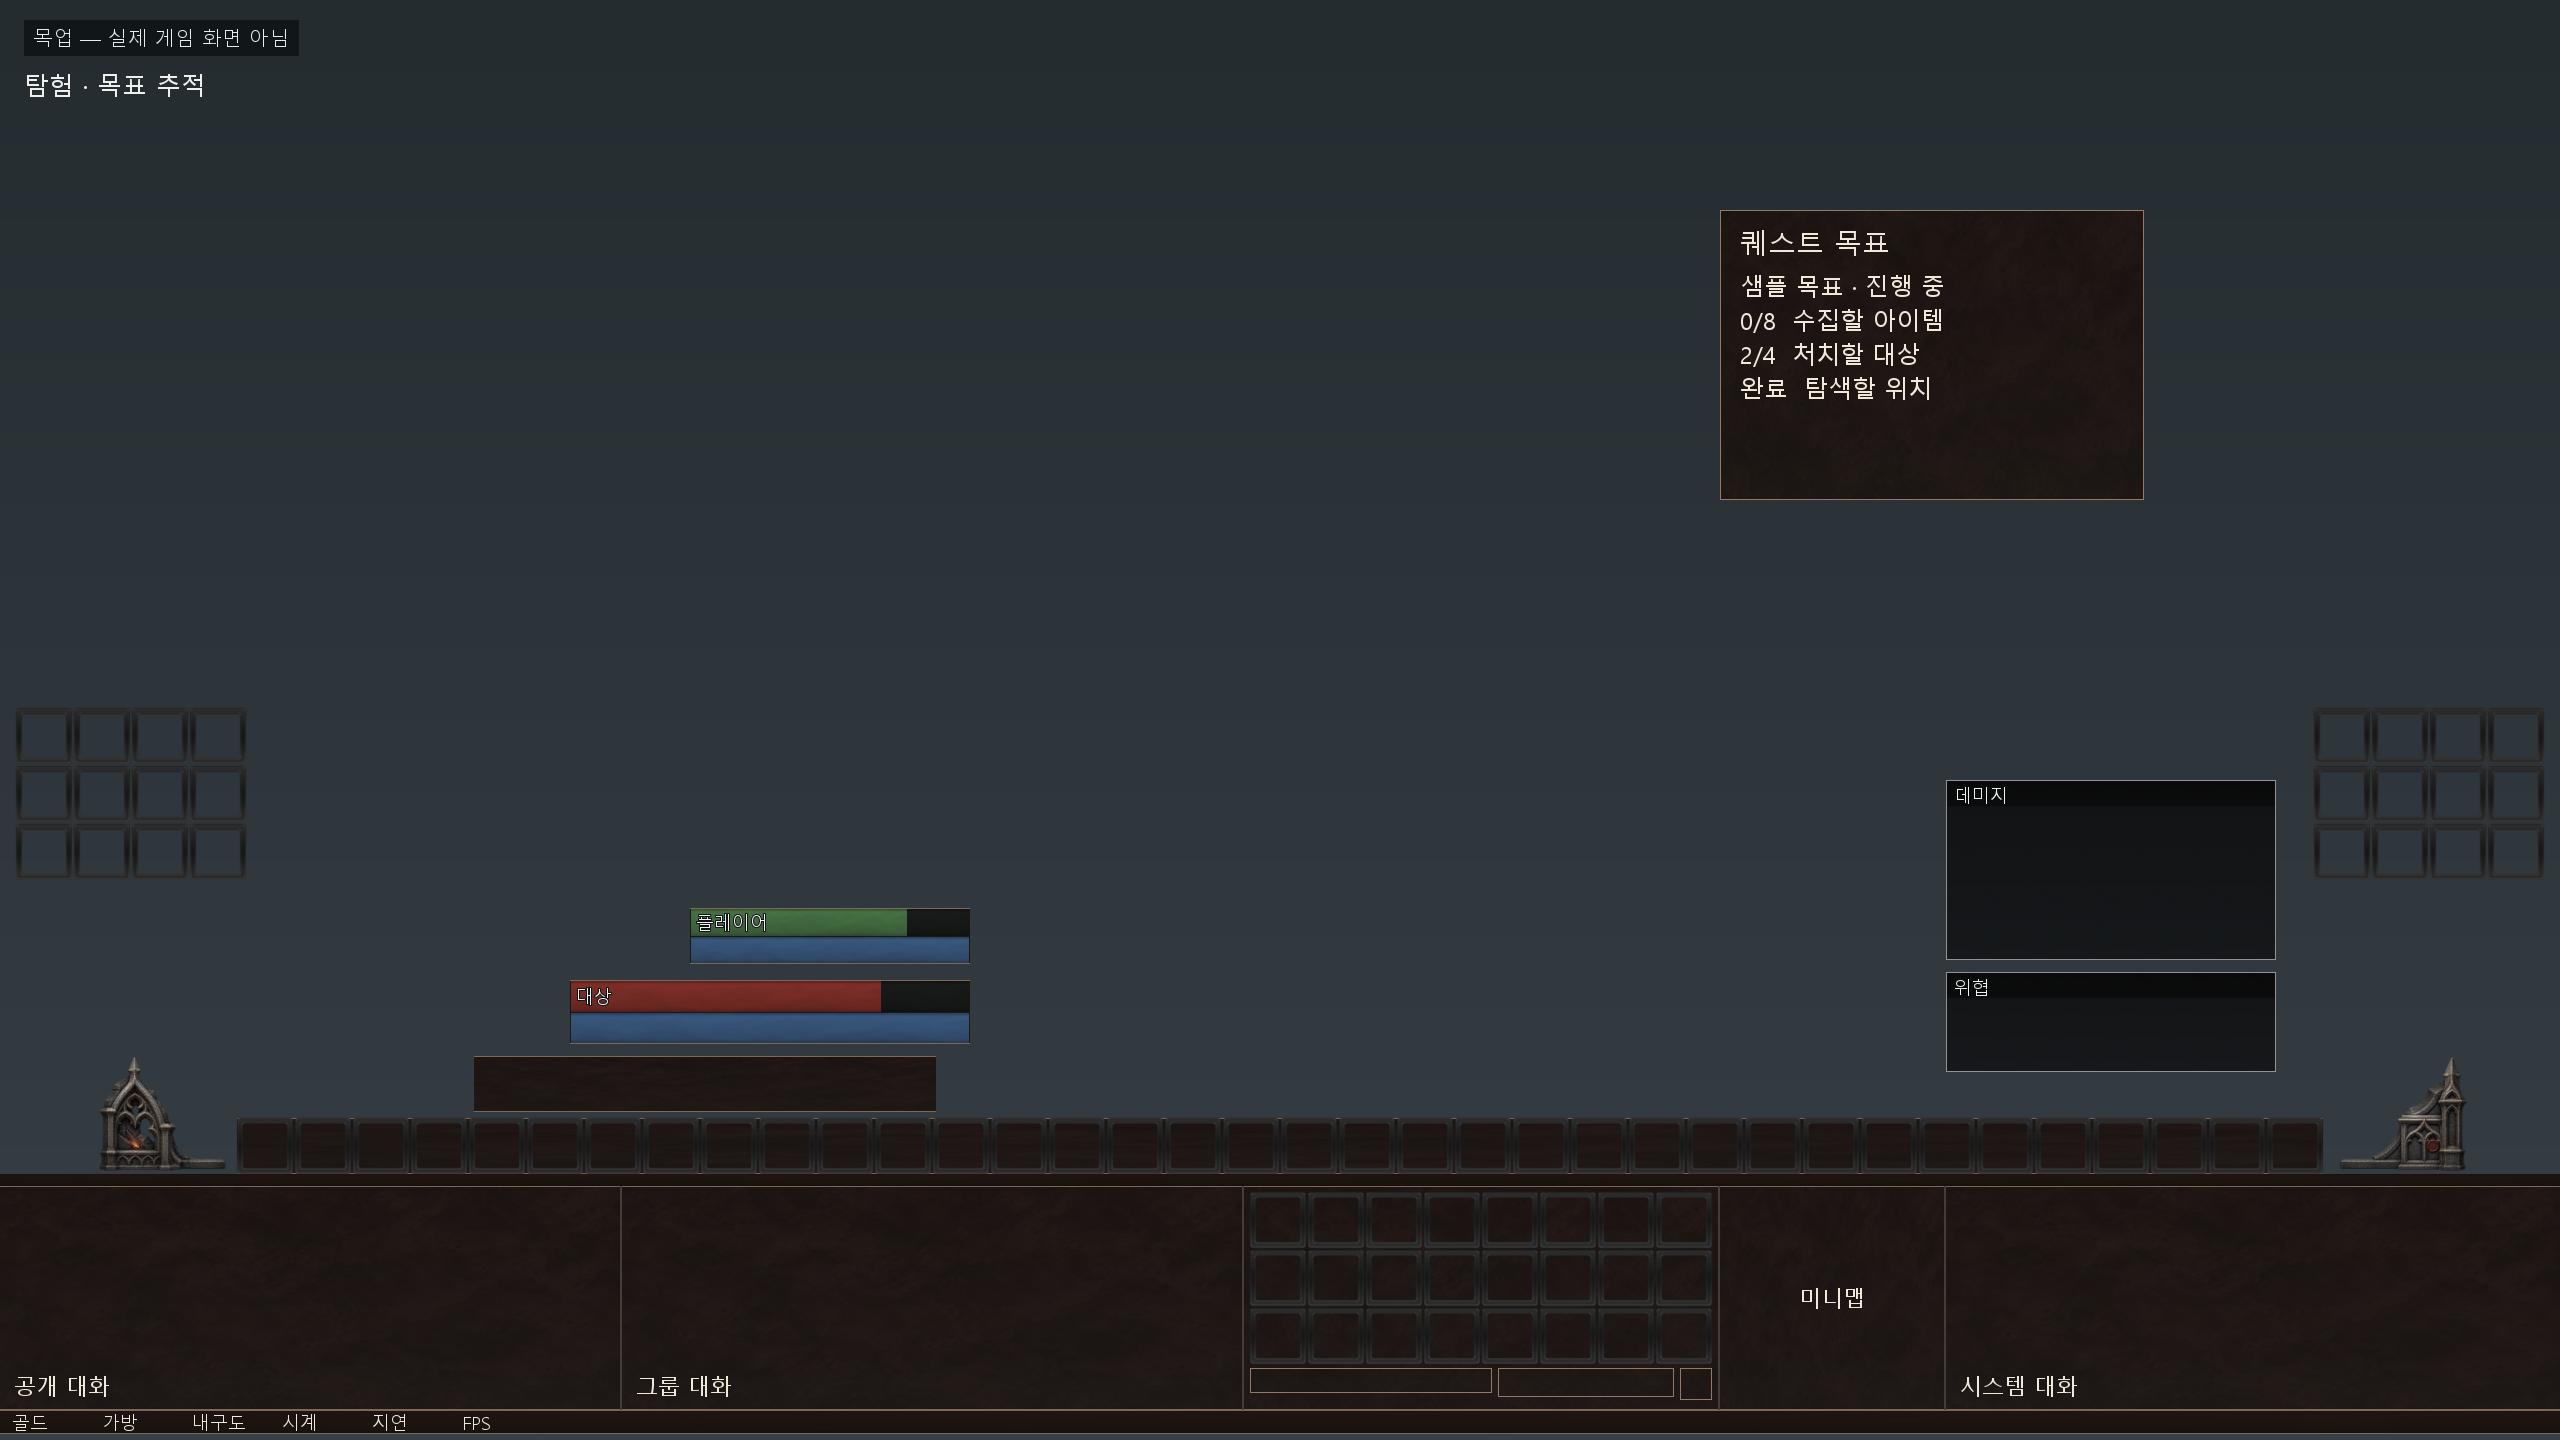 목업 — 실제 게임 화면 아님
탐험 · 목표 추적
퀘스트 목표
샘플 목표 · 진행 중
0/8 수집할 아이템
2/4 처치할 대상
완료 탐색할 위치
데미지
플레이어
위협
대상
미니맵
공개 대화
그룹 대화
시스템 대화
골드 가방 내구도 시계 지연 FPS